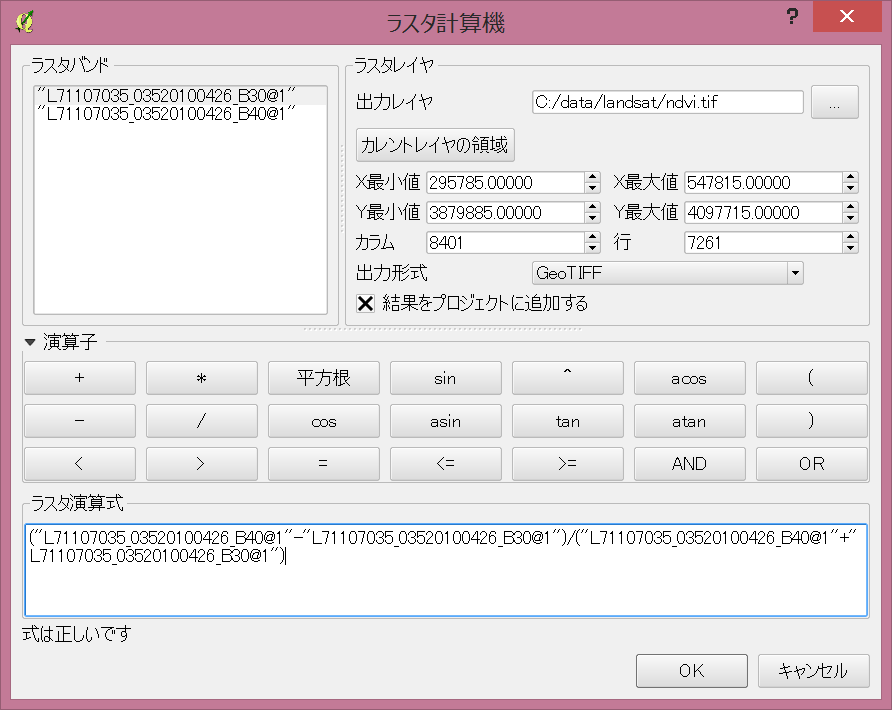 ラスタ計算機
?
ラスタバンド
"L71107035_03520100426_B30@1"
"L71107035_03520100426_B40@1"
ラスタレイヤ
出力レイヤ C:/data/landsat/ndvi.tif ...
カレントレイヤの領域
X最小値 295785.00000 X最大値 547815.00000
Y最小値 3879885.00000 Y最大値 4097715.00000
カラム 8401 行 7261
出力形式 GeoTIFF
結果をプロジェクトに追加する
演算子
+ * 平方根 sin ^ acos (
- / cos asin tan atan )
< > = <= >= AND OR
ラスタ演算式
("L71107035_03520100426_B40@1"-"L71107035_03520100426_B30@1")/("L71107035_03520100426_B40@1"+"
L71107035_03520100426_B30@1")
式は正しいです
OK キャンセル